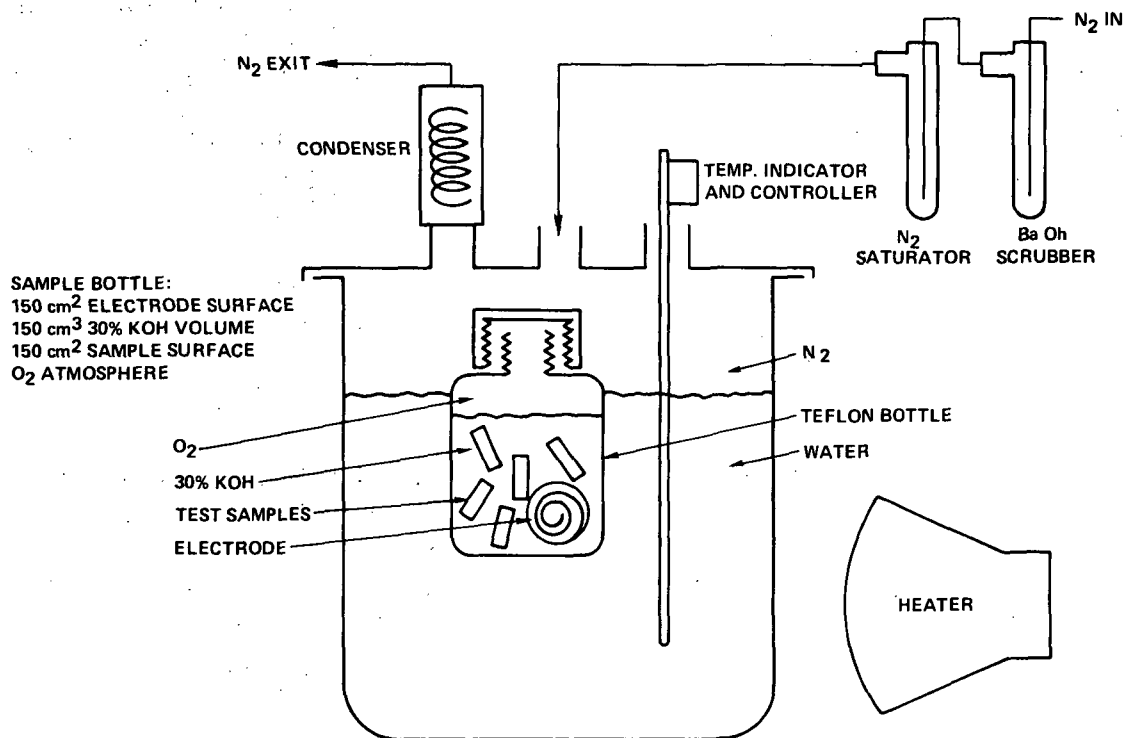 N2 IN
N2 EXIT
CONDENSER
TEMP. INDICATOR
AND CONTROLLER
N2
SATURATOR
Ba Oh
SCRUBBER
SAMPLE BOTTLE:
150 cm2 ELECTRODE SURFACE
150 cm3 30% KOH VOLUME
150 cm2 SAMPLE SURFACE
O2 ATMOSPHERE
N2
TEFLON BOTTLE
WATER
O2
30% KOH
TEST SAMPLES
ELECTRODE
HEATER